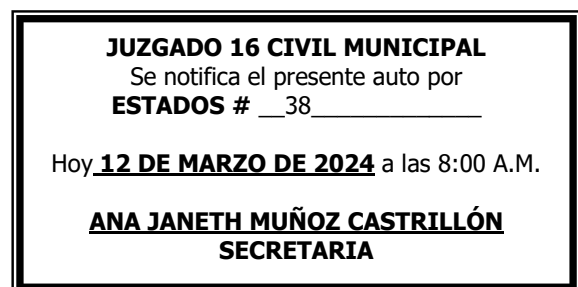 JUZGADO 16 CIVIL MUNICIPAL
Se notifica el presente auto por
ESTADOS # __38_____________
Hoy 12 DE MARZO DE 2024 a las 8:00 A.M.
ANA JANETH MUÑOZ CASTRILLÓN
SECRETARIA